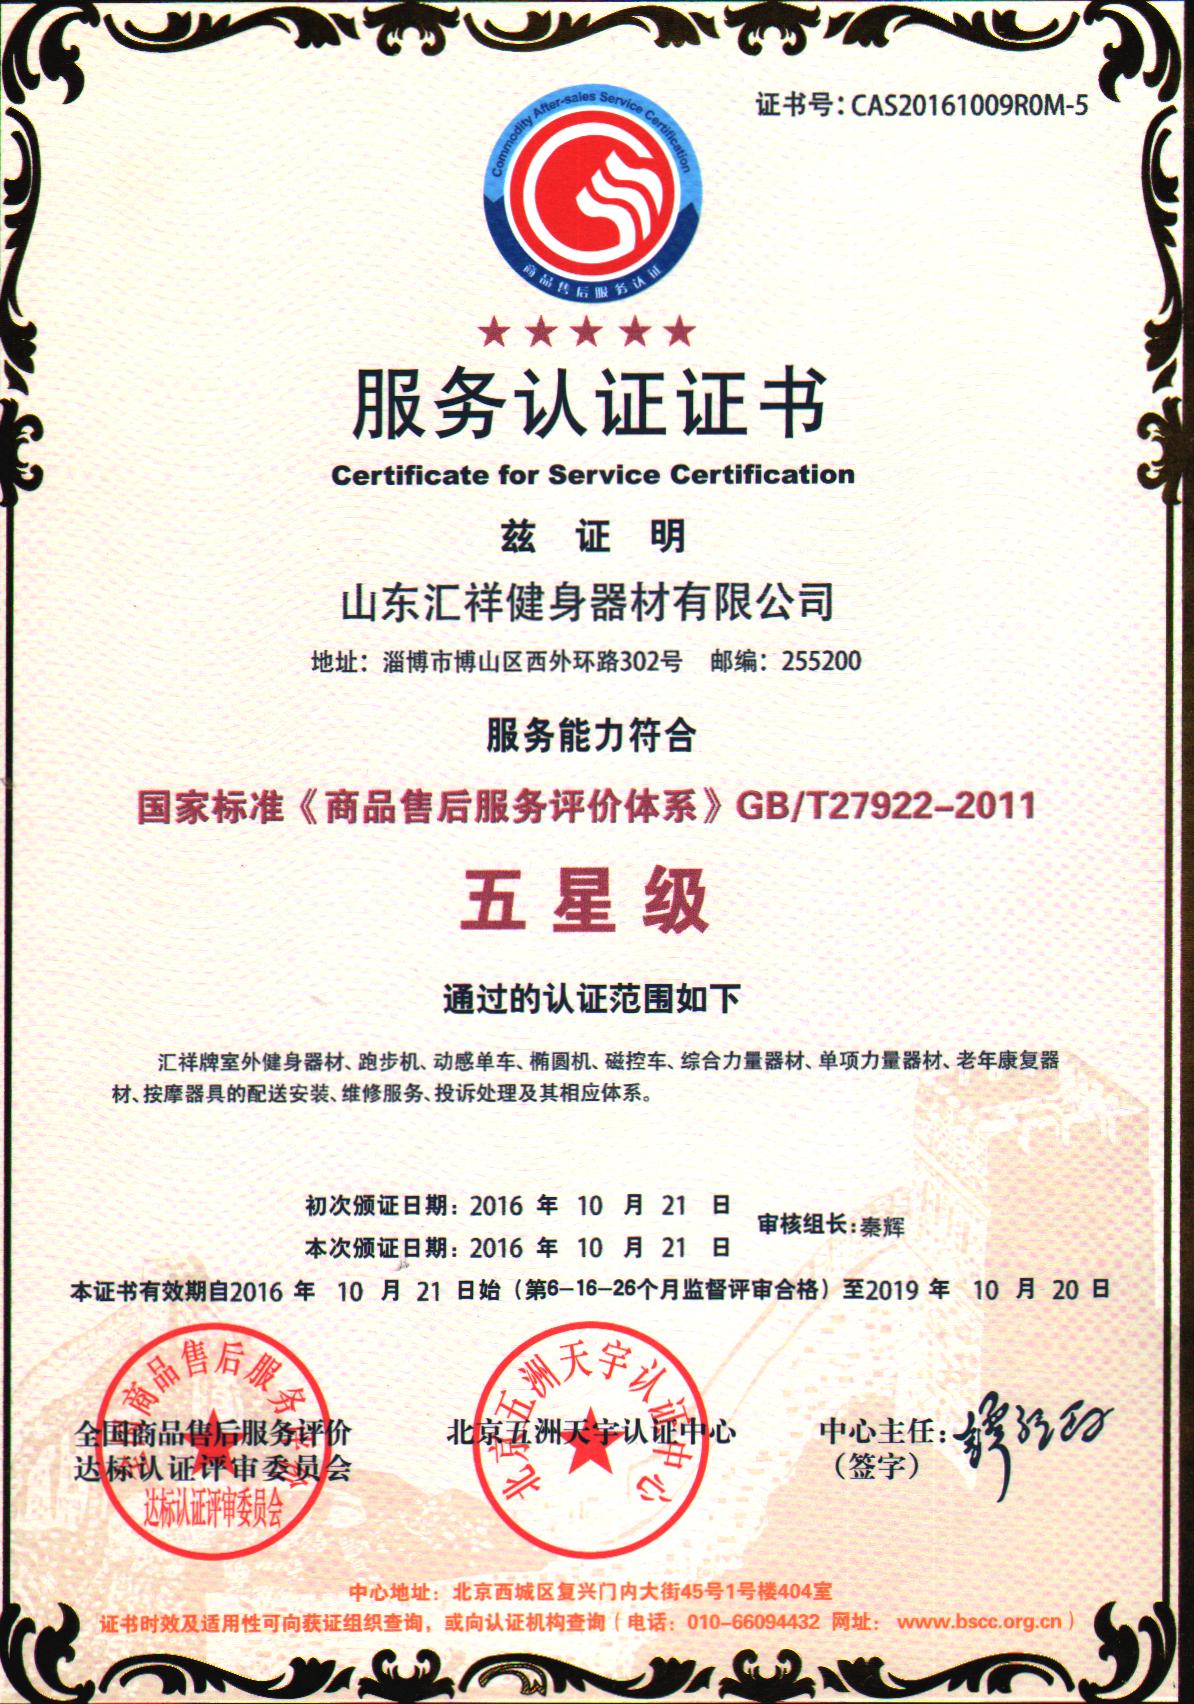 证书号：CAS20161009R0M-5
Commodity After-sales Service Certification
商品售后服务认证
服务认证证书
Certificate for Service Certification
兹 证 明
山东汇祥健身器材有限公司
地址：淄博市博山区西外环路302号 邮编：255200
服务能力符合
国家标准《商品售后服务评价体系》GB/T27922-2011
五星级
通过的认证范围如下
汇祥牌室外健身器材、跑步机、动感单车、椭圆机、磁控车、综合力量器材、单项力量器材、老年康复器
材、按摩器具的配送安装、维修服务、投诉处理及其相应体系。
初次颁证日期：2016 年 10 月 21 日
本次颁证日期：2016 年 10 月 21 日
审核组长：秦辉
本证书有效期自2016 年 10 月 21 日始（第6-16-26个月监督评审合格）至2019 年 10 月 20 日
全国商品售后服务评价
达标认证评审委员会
全国商品售后服务评价
达标认证评审委员会
北京五洲天宇认证中心
北京五洲天宇认证中心
中心主任：
（签字）
中心地址：北京西城区复兴门内大街45号1号楼404室
证书时效及适用性可向获证组织查询，或向认证机构查询（电话：010-66094432 网址： www.bscc.org.cn）